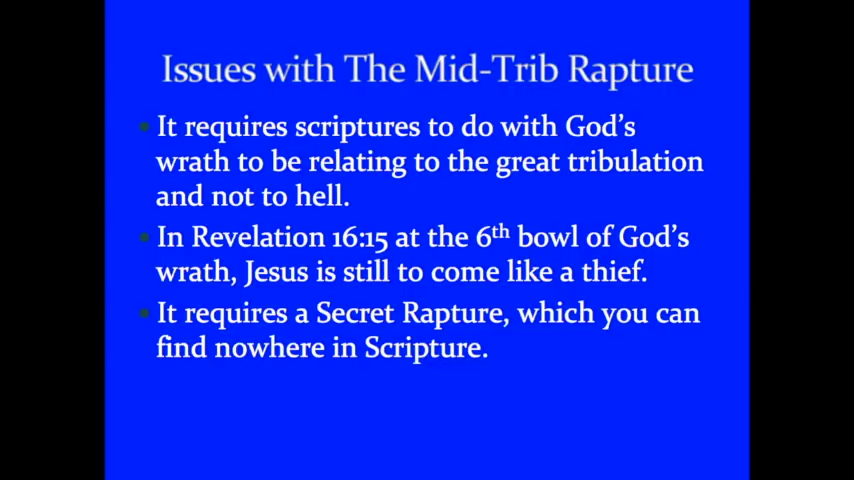 Issues with The Mid-Trib Rapture
• It requires scriptures to do with God's
wrath to be relating to the great tribulation
and not to hell.
• In Revelation 16:15 at the 6th bowl of God's
wrath, Jesus is still to come like a thief.
• It requires a Secret Rapture, which you can
find nowhere in Scripture.